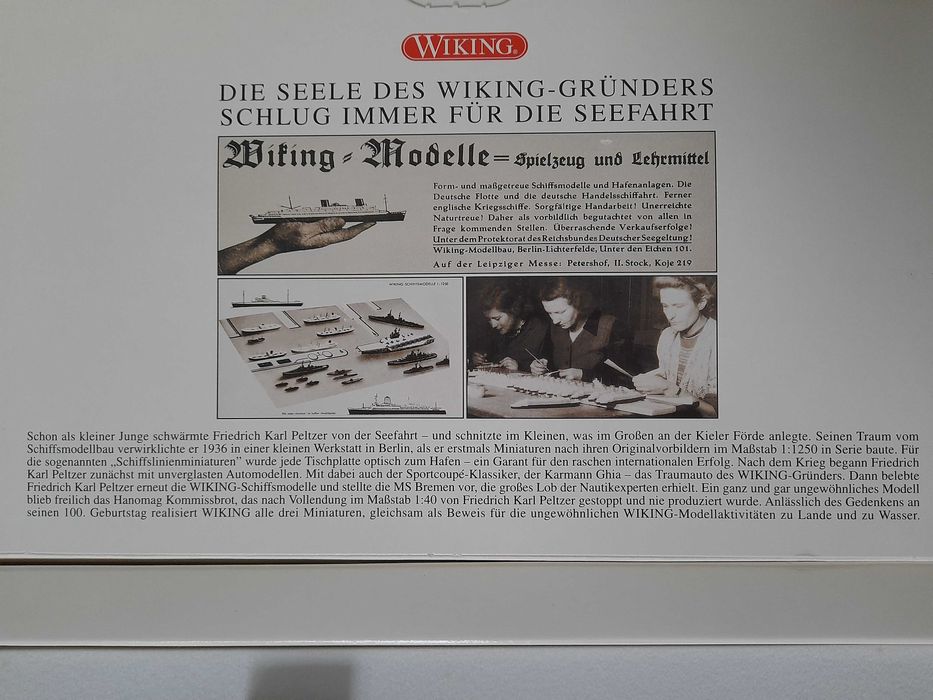 WIKING®
DIE SEELE DES WIKING-GRÜNDERS
SCHLUG IMMER FÜR DIE SEEFAHRT
Wiking-Modelle = Spielzeug und Lehrmittel
Form- und maßgetreue Schiffsmodelle und Hafenanlagen. Die
Deutsche Flotte und die deutsche Handelsschiffahrt. Ferner
englische Kriegsschiffe. Sorgfältige Handarbeit! Unerreichte
Naturtreue! Daher als vorbildlich begutachtet von allen in
Frage kommenden Stellen. Überraschende Verkaufserfolge!
Unter dem Protektorat des Reichsbundes Deutscher Seegeltung!
Wiking-Modellbau, Berlin-Lichterfelde, Unter den Eichen 101.
Auf der Leipziger Messe: Petershof, II. Stock, Koje 219
WIKING SCHIFFSMODELLE 1:1250
Schon als kleiner Junge schwärmte Friedrich Karl Peltzer von der Seefahrt – und schnitzte im Kleinen, was im Großen an der Kieler Förde anlegte. Seinen Traum vom
Schiffsmodellbau verwirklichte er 1936 in einer kleinen Werkstatt in Berlin, als er erstmals Miniaturen nach ihren Originalvorbildern im Maßstab 1:1250 in Serie baute. Für
die sogenannten „Schiffslinienminiaturen" wurde jede Tischplatte optisch zum Hafen – ein Garant für den raschen internationalen Erfolg. Nach dem Krieg begann Friedrich
Karl Peltzer zunächst mit unverglasten Automodellen. Mit dabei auch der Sportcoupé-Klassiker, der Karmann Ghia – das Traumauto des WIKING-Gründers. Dann belebte
Friedrich Karl Peltzer erneut die WIKING-Schiffsmodelle und stellte die MS Bremen vor, die großes Lob der Nautikexperten erhielt. Ein ganz und gar ungewöhnliches Modell
blieb freilich das Hanomag Kommissbrot, das nach Vollendung im Maßstab 1:40 von Friedrich Karl Peltzer gestoppt und nie produziert wurde. Anlässlich des Gedenkens an
seinen 100. Geburtstag realisiert WIKING alle drei Miniaturen, gleichsam als Beweis für die ungewöhnlichen WIKING-Modellaktivitäten zu Lande und zu Wasser.